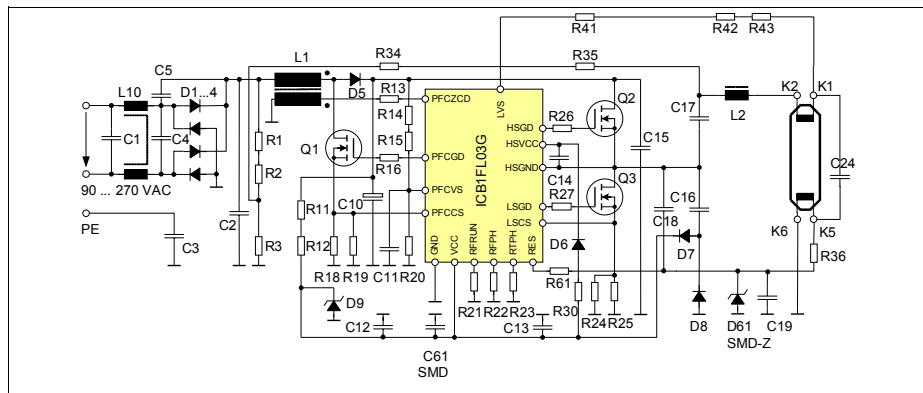 R41 R42 R43
L1 R34 R35
C5 D5 R13 K2 K1
L10 D1...4 PFCZCD LVS Q2 C17
R14 R26 C15 L2
R1 HSGD
C1 C4 R15 HSVCC
Q1 PFCGD HSGND C24
R2 R16 ICB1FL03G C14 Q3
90 ... 270 VAC PFCVS R27 C16
R11 C10 LSGD C18
PE C2 PFCCS LSCS K6 K5
R3 R12 D6 D7 R36
C3 GND VCC RFRUN RFPH RTPH RES
R18 R19 C11 R20 R61
D9 R21 R22 R23 R30 R24 R25
C12 C13 D8 D61 C19
C61 SMD-Z
SMD